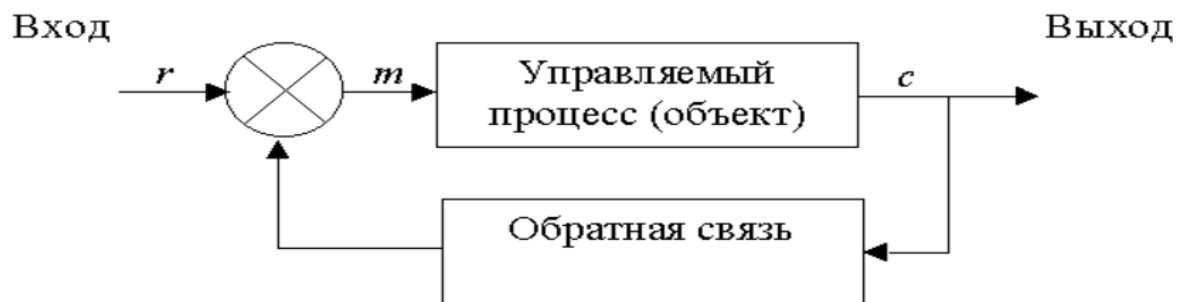 Вход
Выход
r
m
Управляемый
процесс (объект)
c
Обратная связь